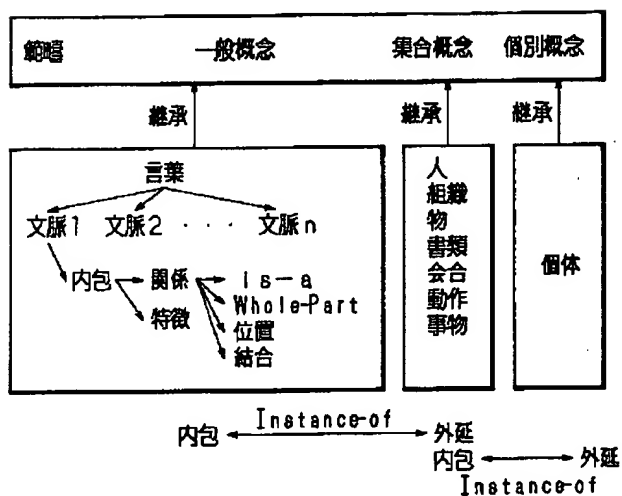 範疇 一般概念 集合概念 個別概念
継承 継承 継承
言葉
文脈1 文脈2 ・・・ 文脈n
内包 関係 is-a
Whole-Part
特徴
位置
結合
人
組織
物
書類
会合
動作
事物
個体
Instance-of
内包 外延
内包 外延
Instance-of